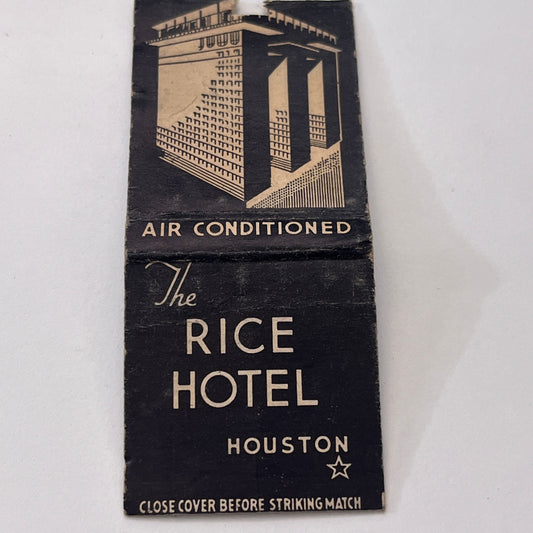 AIR CONDITIONED
The
RICE
HOTEL
HOUSTON
CLOSE COVER BEFORE STRIKING MATCH